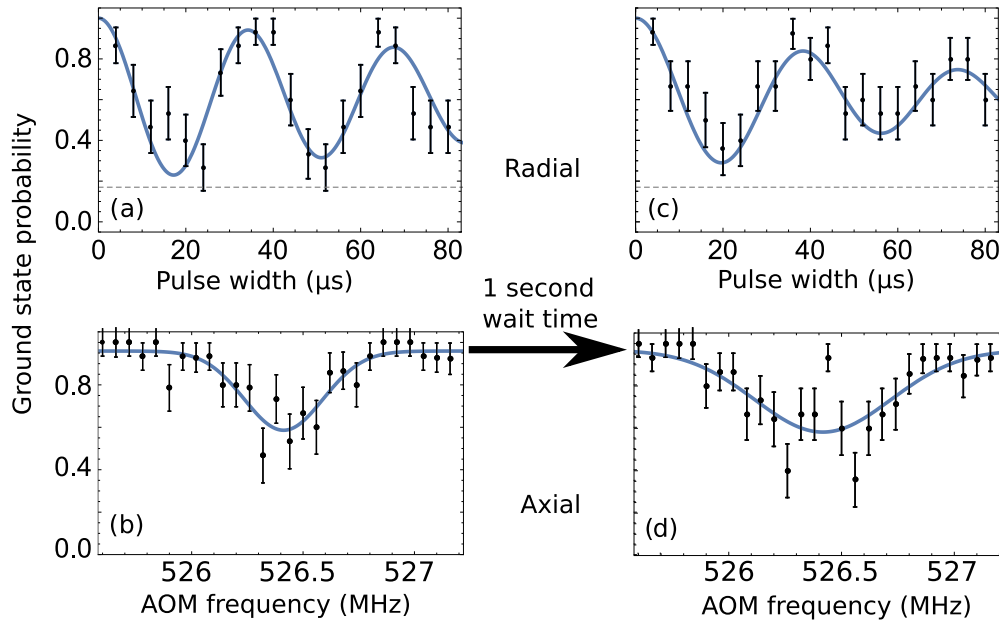 Ground state probability
0.8
0.4
0.0
(a)
0
20
40
60
80
Pulse width (μs)
Radial
(c)
0
20
40
60
80
Pulse width (μs)
1 second
wait time
0.8
0.4
0.0
(b)
526
526.5
527
AOM frequency (MHz)
Axial
(d)
526
526.5
527
AOM frequency (MHz)